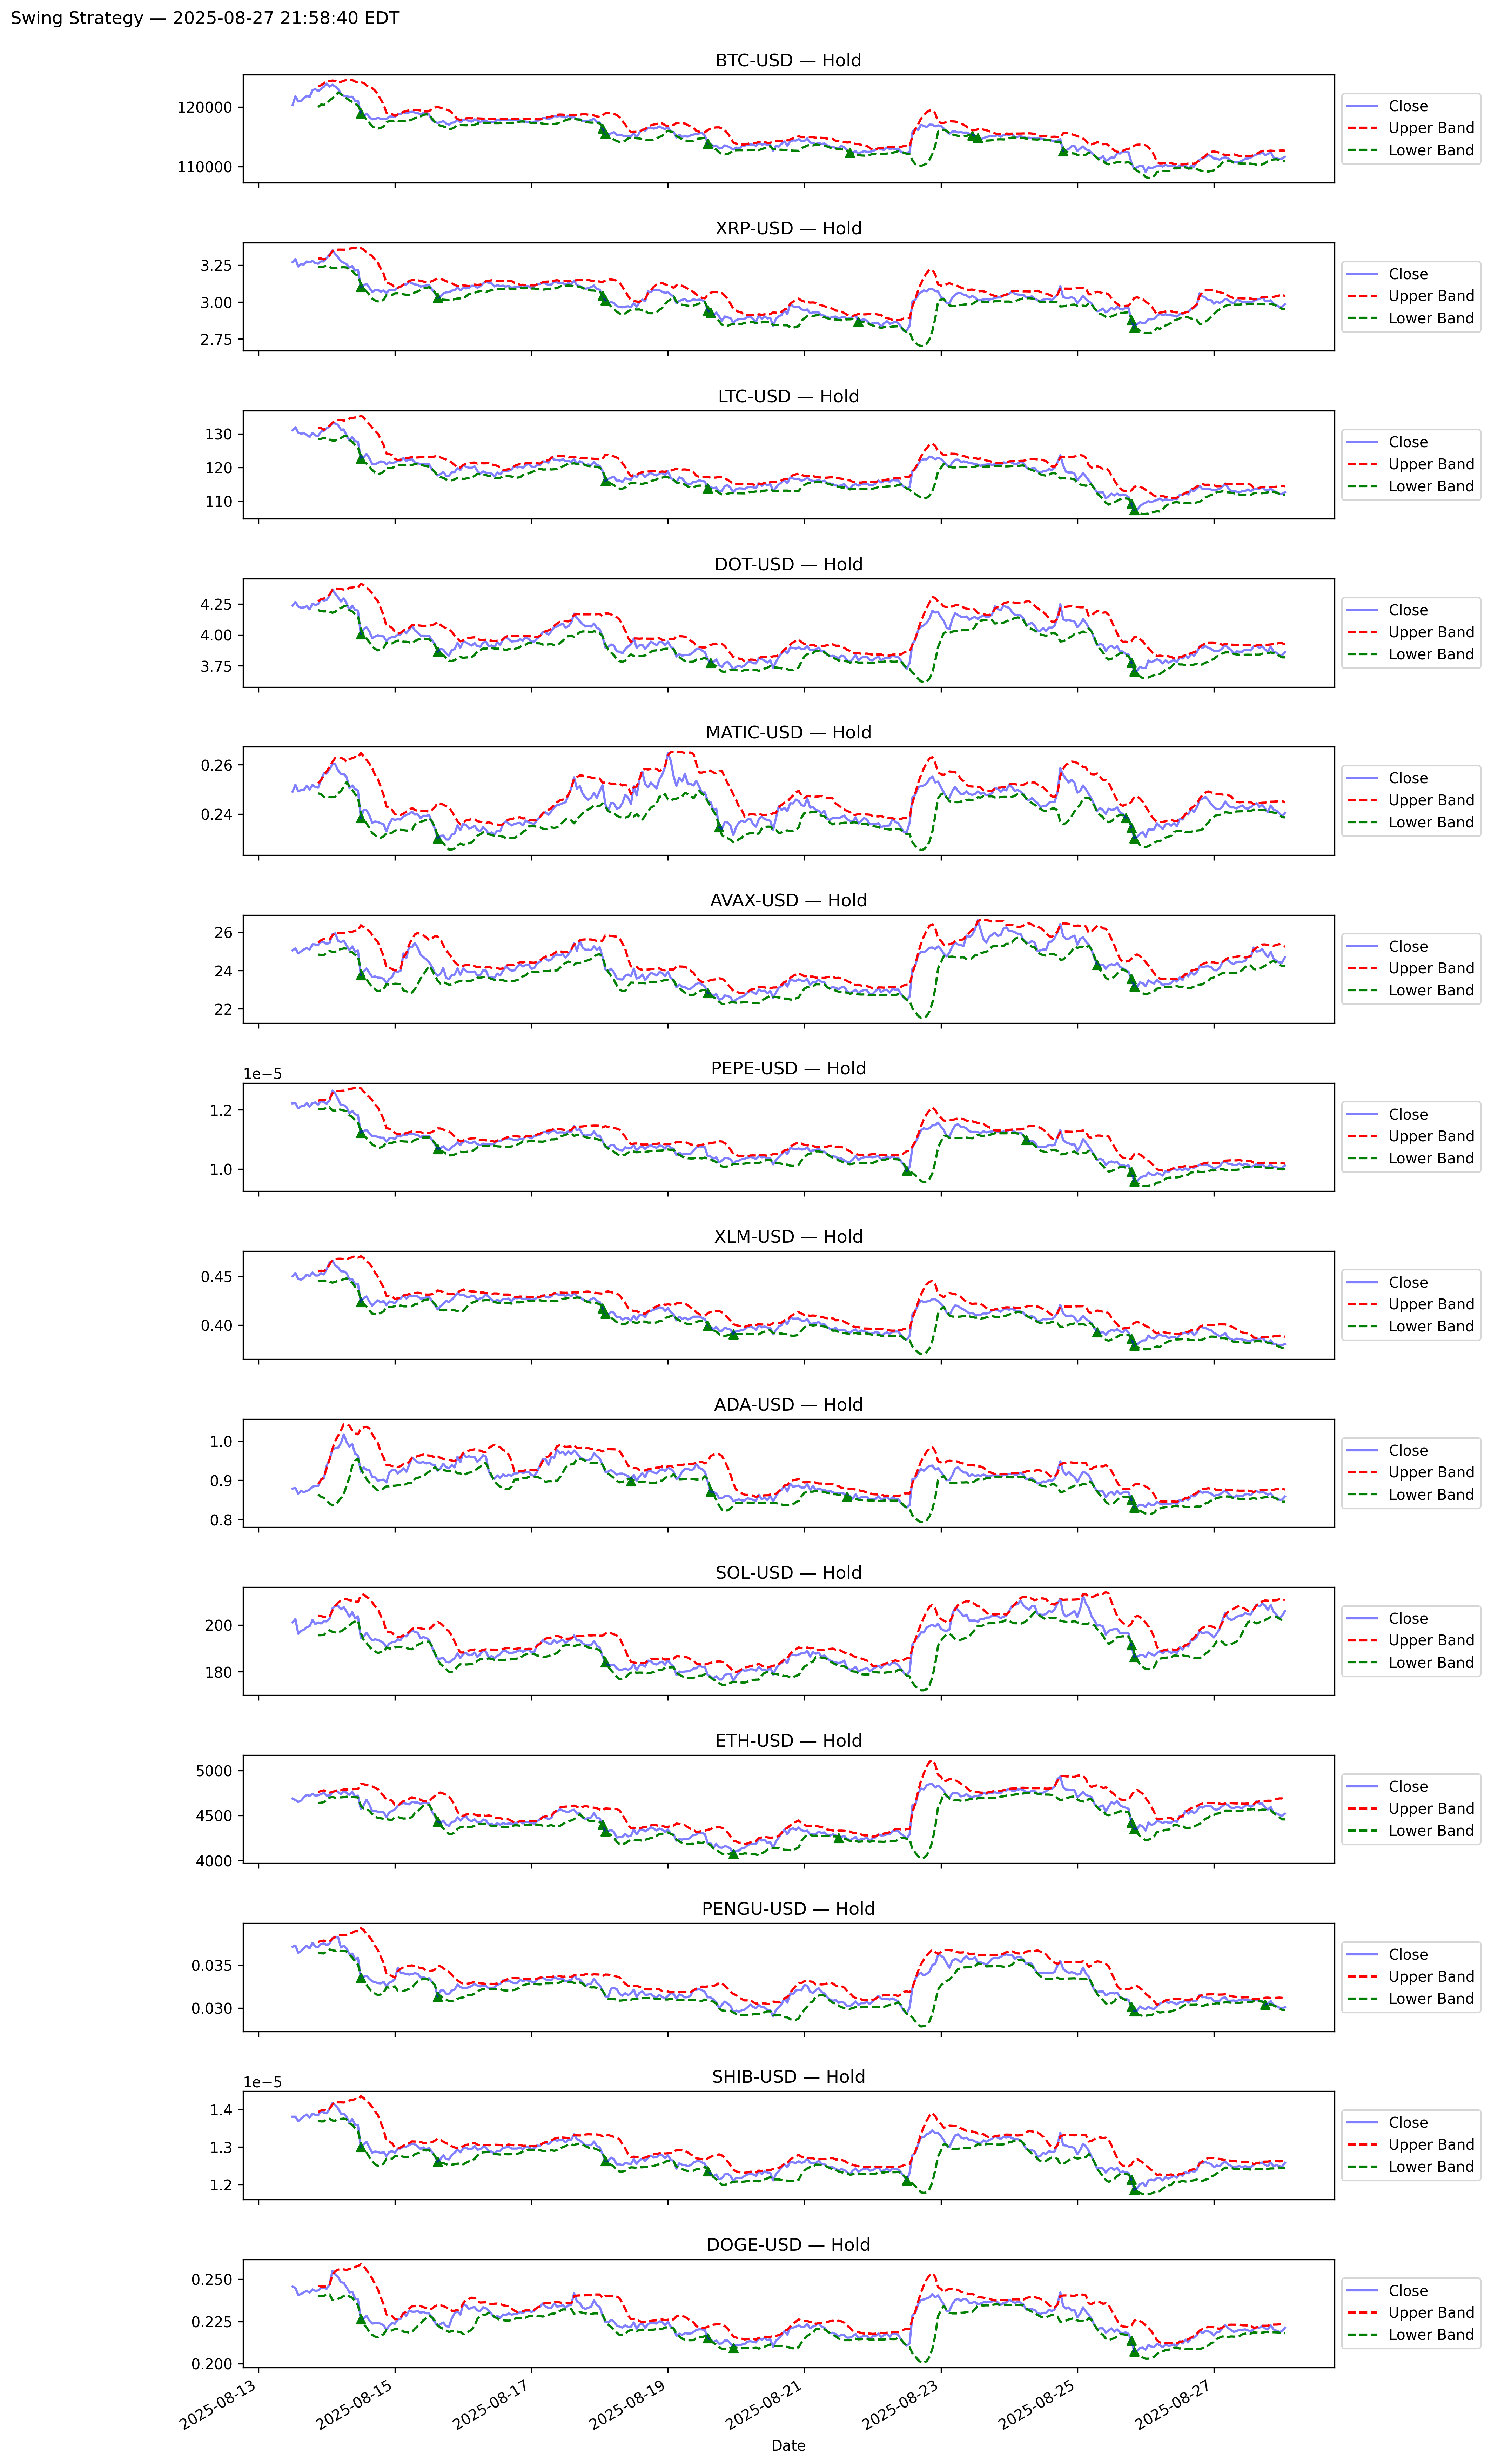 Swing Strategy — 2025-08-27 21:58:40 EDT
BTC-USD — Hold
120000
110000
Close
Upper Band
Lower Band
XRP-USD — Hold
3.25
3.00
2.75
Close
Upper Band
Lower Band
LTC-USD — Hold
130
120
110
Close
Upper Band
Lower Band
DOT-USD — Hold
4.25
4.00
3.75
Close
Upper Band
Lower Band
MATIC-USD — Hold
0.26
0.24
Close
Upper Band
Lower Band
AVAX-USD — Hold
26
24
22
Close
Upper Band
Lower Band
PEPE-USD — Hold
1e−5
1.2
1.0
Close
Upper Band
Lower Band
XLM-USD — Hold
0.45
0.40
Close
Upper Band
Lower Band
ADA-USD — Hold
1.0
0.9
0.8
Close
Upper Band
Lower Band
SOL-USD — Hold
200
180
Close
Upper Band
Lower Band
ETH-USD — Hold
5000
4500
4000
Close
Upper Band
Lower Band
PENGU-USD — Hold
0.035
0.030
Close
Upper Band
Lower Band
SHIB-USD — Hold
1e−5
1.4
1.3
1.2
Close
Upper Band
Lower Band
DOGE-USD — Hold
0.250
0.225
0.200
Close
Upper Band
Lower Band
2025-08-13
2025-08-15
2025-08-17
2025-08-19
2025-08-21
2025-08-23
2025-08-25
2025-08-27
Date